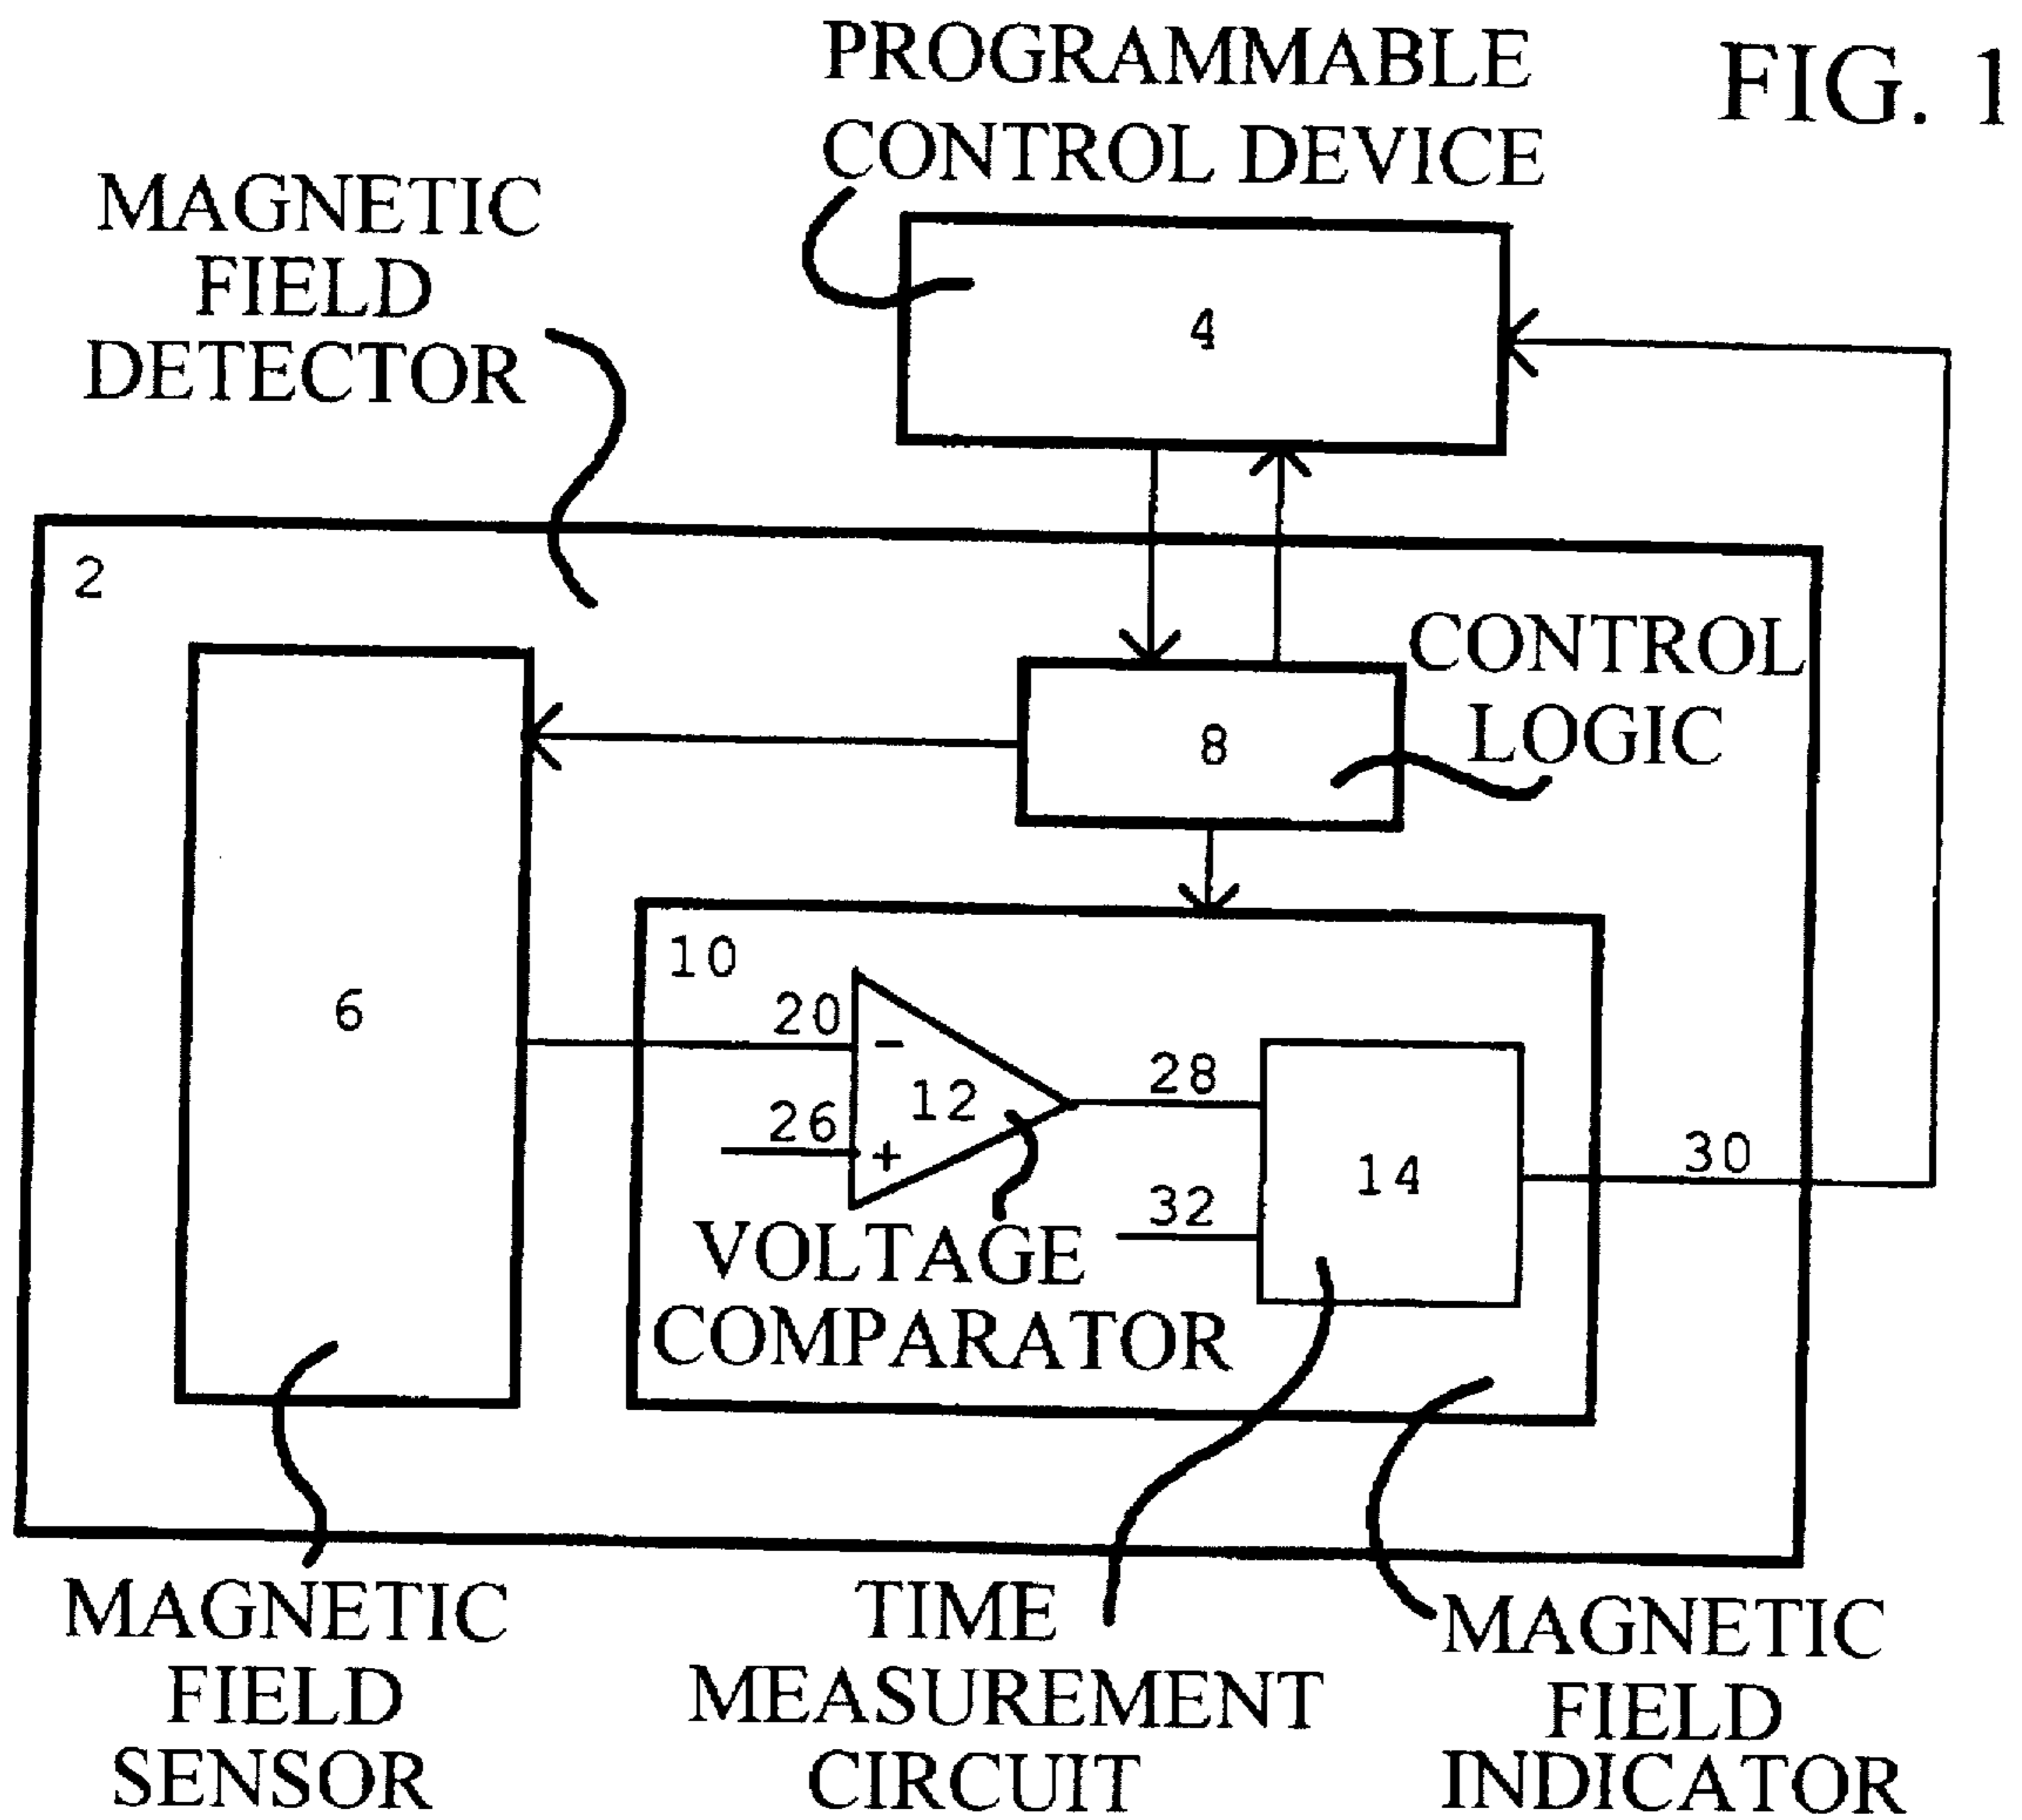 PROGRAMMABLE
CONTROL DEVICE
FIG. 1
MAGNETIC
FIELD
DETECTOR
4
2
CONTROL
LOGIC
8
6
10
20
-
12
26
+
28
14
32
30
VOLTAGE
COMPARATOR
MAGNETIC
FIELD
SENSOR
TIME
MEASUREMENT
CIRCUIT
MAGNETIC
FIELD
INDICATOR